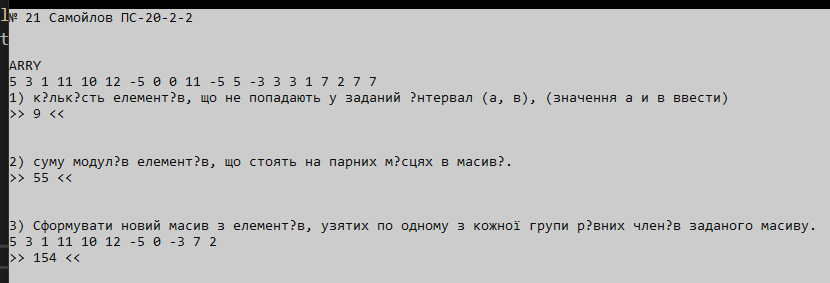 № 21 Самойлов ПС-20-2-2
ARRY
5 3 1 11 10 12 -5 0 0 11 -5 5 -3 3 3 1 7 2 7 7
1) к?льк?сть елемент?в, що не попадають у заданий ?нтервал (а, в), (значення а и в ввести)
>> 9 <<
2) суму модул?в елемент?в, що стоять на парних м?сцях в масив?.
>> 55 <<
3) Сформувати новий масив з елемент?в, узятих по одному з кожної групи р?вних член?в заданого масиву.
5 3 1 11 10 12 -5 0 -3 7 2
>> 154 <<